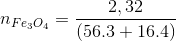 n_{Fe_3O_4} = \frac{2,32}{(56.3 + 16.4)}